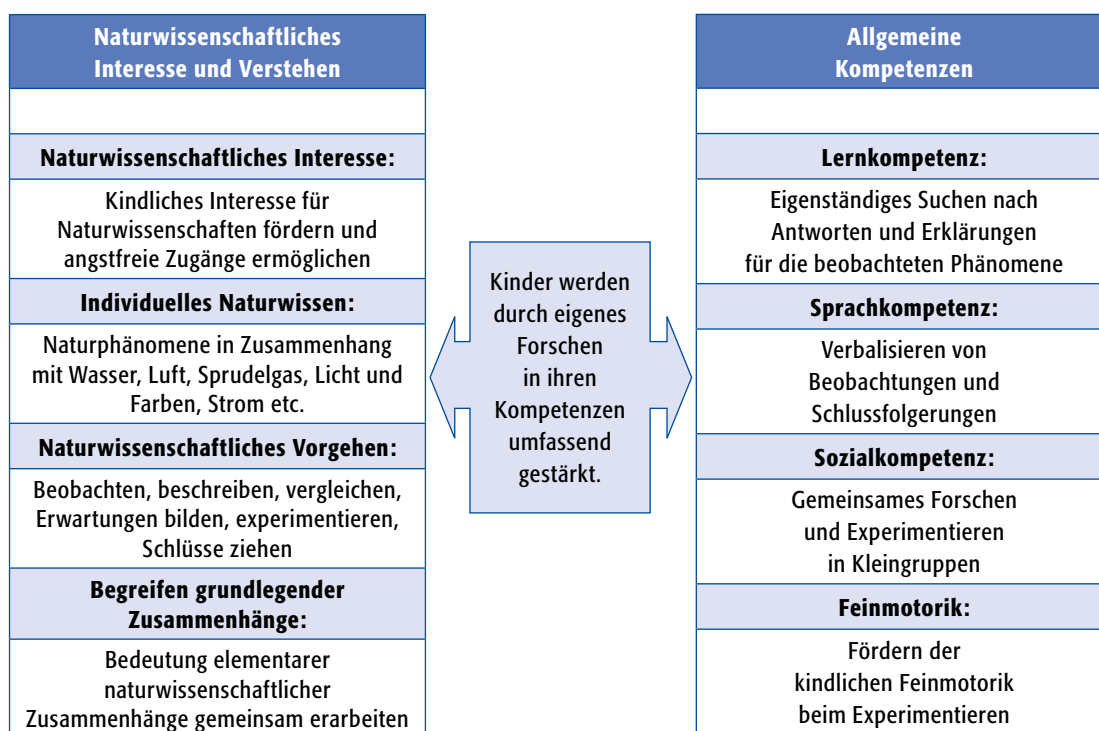 Naturwissenschaftliches
Interesse und Verstehen
Naturwissenschaftliches Interesse:
Kindliches Interesse für
Naturwissenschaften fördern und
angstfreie Zugänge ermöglichen
Individuelles Naturwissen:
Naturphänomene in Zusammenhang
mit Wasser, Luft, Sprudelgas, Licht und
Farben, Strom etc.
Naturwissenschaftliches Vorgehen:
Beobachten, beschreiben, vergleichen,
Erwartungen bilden, experimentieren,
Schlüsse ziehen
Begreifen grundlegender
Zusammenhänge:
Bedeutung elementarer
naturwissenschaftlicher
Zusammenhänge gemeinsam erarbeiten
Kinder werden
durch eigenes
Forschen
in ihren
Kompetenzen
umfassend
gestärkt.
Allgemeine
Kompetenzen
Lernkompetenz:
Eigenständiges Suchen nach
Antworten und Erklärungen
für die beobachteten Phänomene
Sprachkompetenz:
Verbalisieren von
Beobachtungen und
Schlussfolgerungen
Sozialkompetenz:
Gemeinsames Forschen
und Experimentieren
in Kleingruppen
Feinmotorik:
Fördern der
kindlichen Feinmotorik
beim Experimentieren